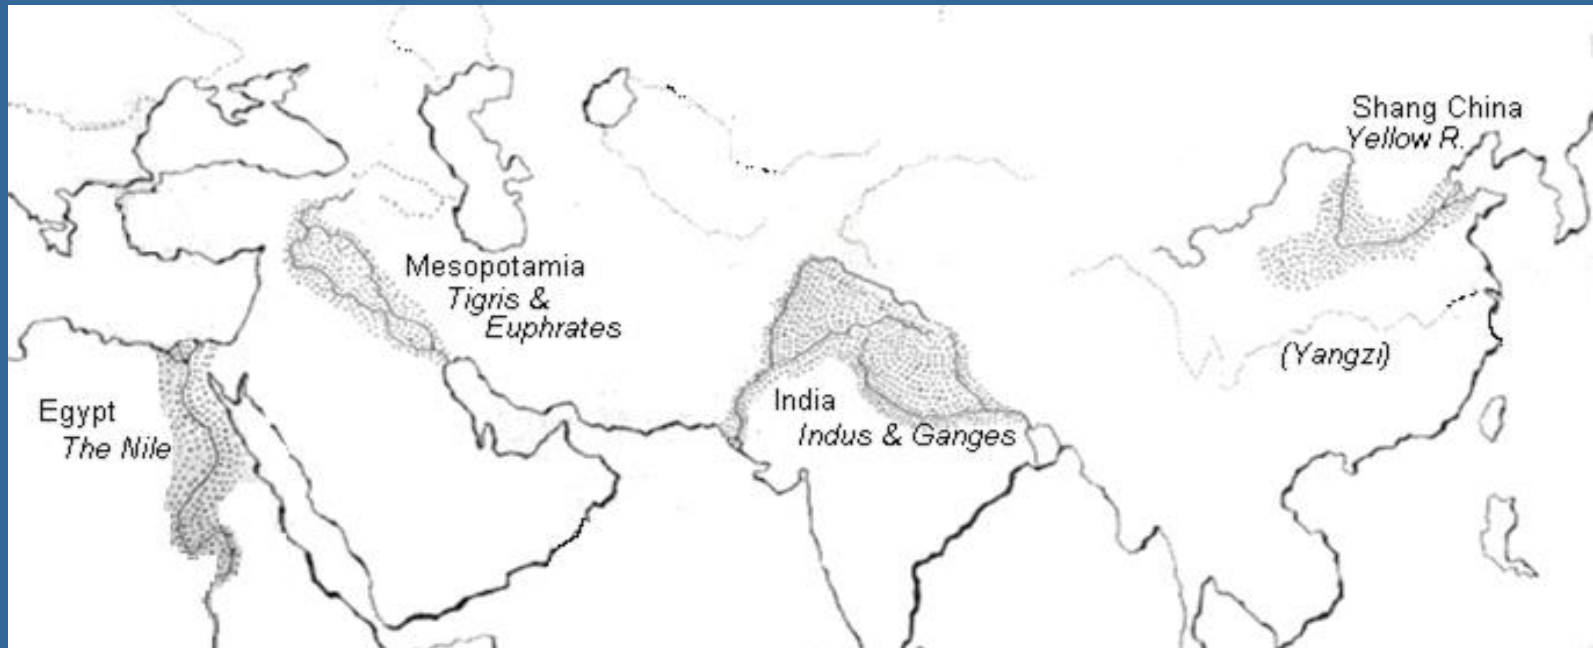 Shang China
Yellow R.
Mesopotamia
Tigris &
Euphrates
(Yangzi)
Egypt
The Nile
India
Indus & Ganges